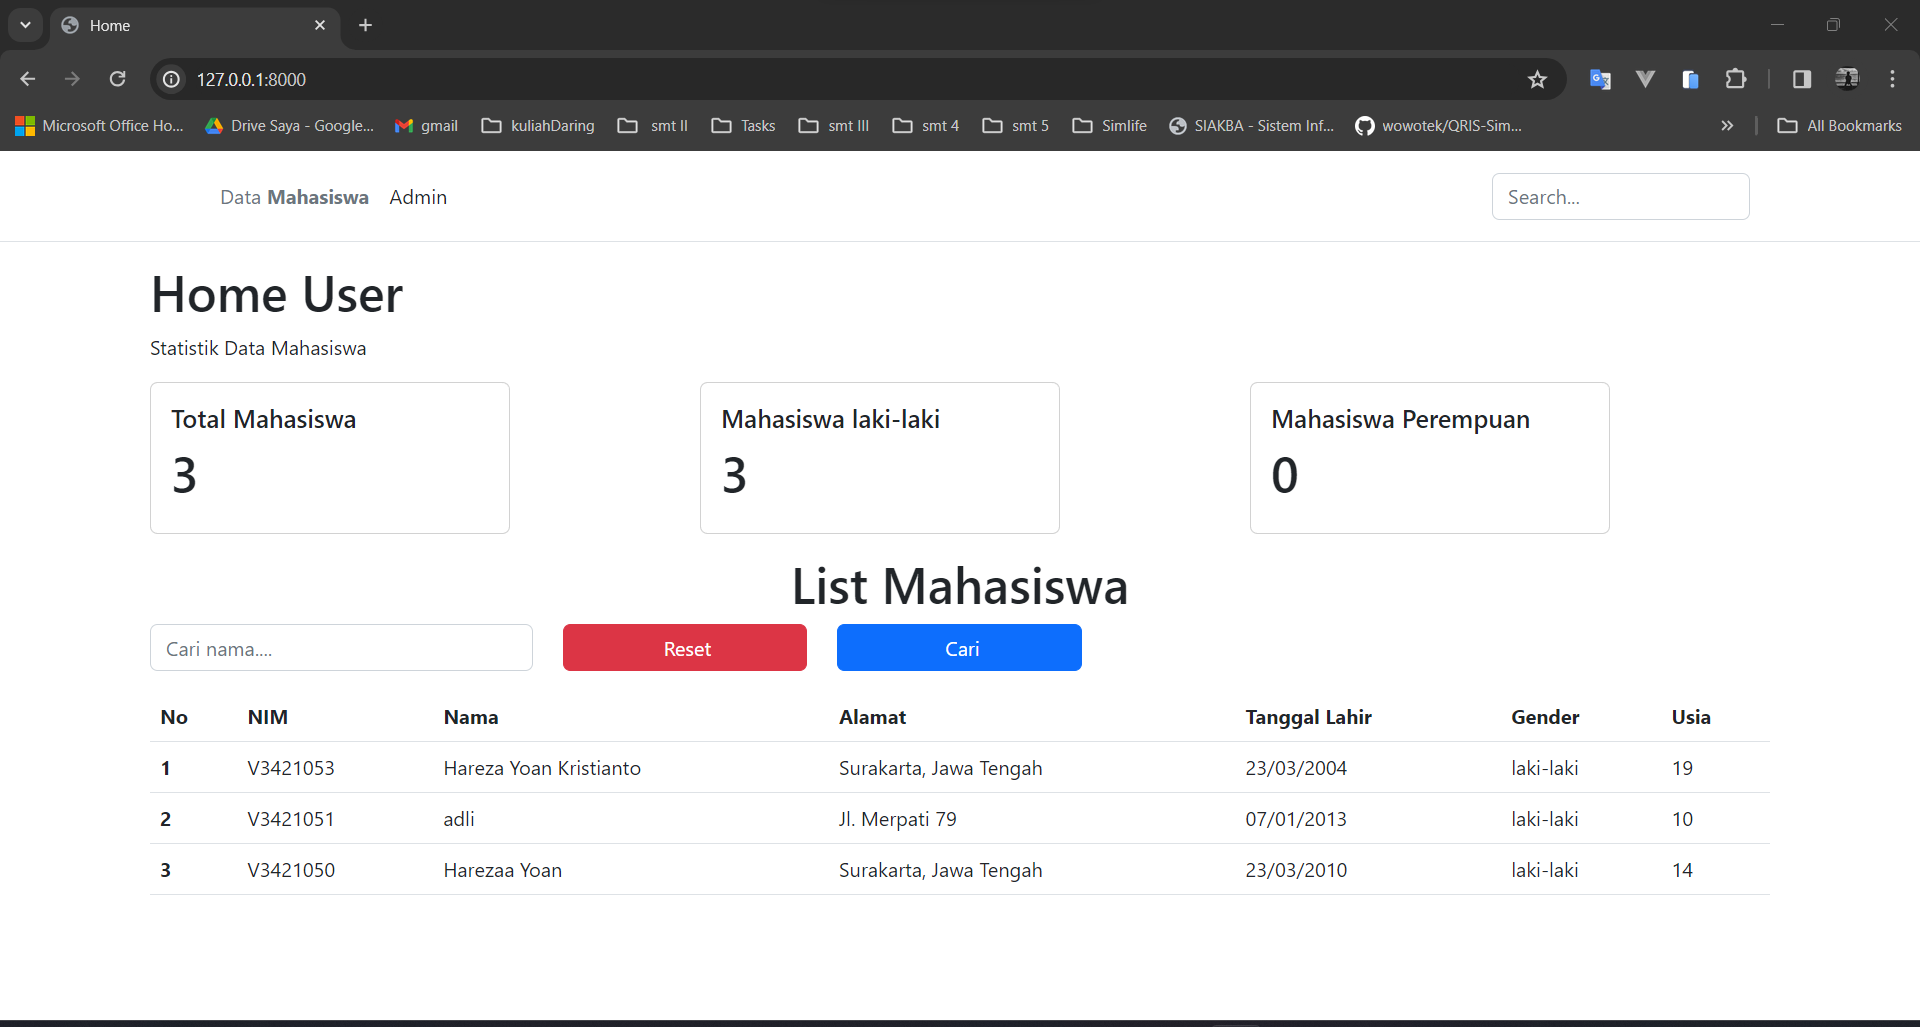 Home
127.0.0.1:8000
Microsoft Office Ho... Drive Saya - Google... gmail kuliahDaring smt II Tasks smt III smt 4 smt 5 Simlife SIAKBA - Sistem Inf... wowotek/QRIS-Sim... » All Bookmarks
Data Mahasiswa Admin Search...
Home User
Statistik Data Mahasiswa
Total Mahasiswa Mahasiswa laki-laki Mahasiswa Perempuan
3 3 0
List Mahasiswa
Cari nama.... Reset Cari
No NIM Nama Alamat Tanggal Lahir Gender Usia
1 V3421053 Hareza Yoan Kristianto Surakarta, Jawa Tengah 23/03/2004 laki-laki 19
2 V3421051 adli Jl. Merpati 79 07/01/2013 laki-laki 10
3 V3421050 Harezaa Yoan Surakarta, Jawa Tengah 23/03/2010 laki-laki 14